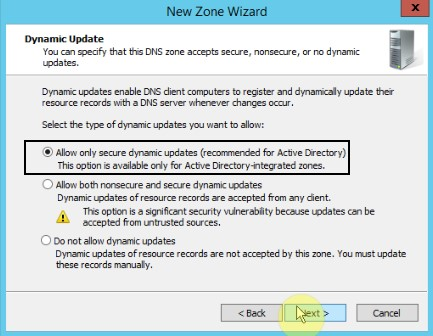 New Zone Wizard
x
Dynamic Update
You can specify that this DNS zone accepts secure, nonsecure, or no dynamic
updates.
Dynamic updates enable DNS client computers to register and dynamically update their
resource records with a DNS server whenever changes occur.
Select the type of dynamic updates you want to allow:
Allow only secure dynamic updates (recommended for Active Directory)
This option is available only for Active Directory-integrated zones.
Allow both nonsecure and secure dynamic updates
Dynamic updates of resource records are accepted from any client.
This option is a significant security vulnerability because updates can be
accepted from untrusted sources.
Do not allow dynamic updates
Dynamic updates of resource records are not accepted by this zone. You must update
these records manually.
< Back
Next >
Cancel